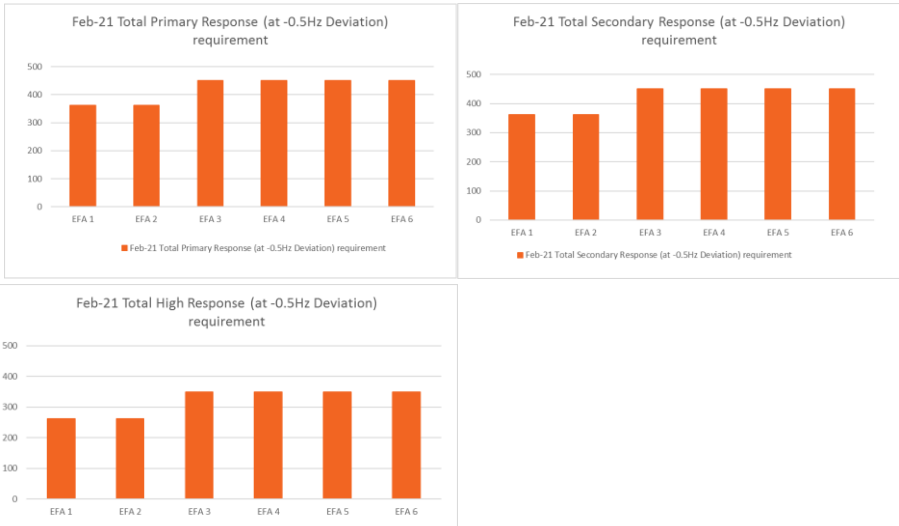 Feb-21 Total Primary Response (at -0.5Hz Deviation)
requirement
500
400
300
200
100
0
EFA 1 EFA 2 EFA 3 EFA 4 EFA 5 EFA 6
Feb-21 Total Primary Response (at -0.5Hz Deviation) requirement
Feb-21 Total Secondary Response (at -0.5Hz Deviation)
requirement
500
400
300
200
100
0
EFA 1 EFA 2 EFA 3 EFA 4 EFA 5 EFA 6
Feb-21 Total Secondary Response (at -0.5Hz Deviation) requirement
Feb-21 Total High Response (at -0.5Hz Deviation)
requirement
500
400
300
200
100
0
EFA 1 EFA 2 EFA 3 EFA 4 EFA 5 EFA 6